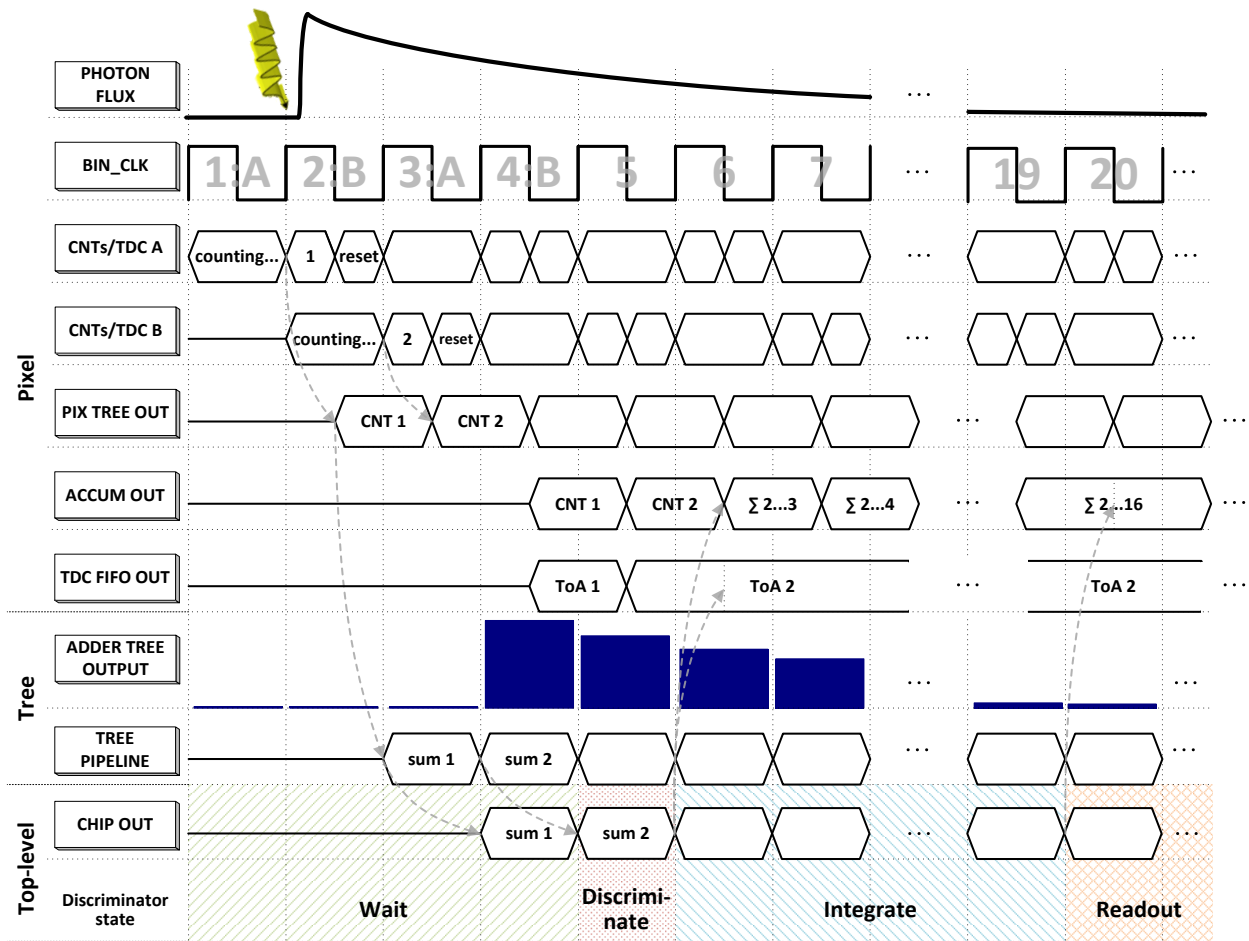 PHOTON
FLUX
...
BIN_CLK
1:A 2:B 3:A 4:B 5 6 7 ... 19 20 ...
CNTs/TDC A
counting... 1 reset ... ...
CNTs/TDC B
counting... 2 reset ... ...
PIX TREE OUT
CNT 1 CNT 2 ... ...
ACCUM OUT
CNT 1 CNT 2 ∑ 2...3 ∑ 2...4 ... ∑ 2...16 ...
TDC FIFO OUT
ToA 1 ToA 2 ... ToA 2 ...
ADDER TREE
OUTPUT
... ...
TREE
PIPELINE
sum 1 sum 2 ... ...
CHIP OUT
sum 1 sum 2 ... ...
Discriminator
state
Wait
Discrimi-
nate
Integrate
Readout
Pixel
Tree
Top-level